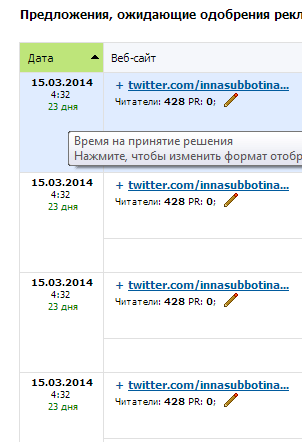 Предложения, ожидающие одобрения рекл
Дата Веб-сайт
15.03.2014
4:32
23 дня
+ twitter.com/innasubbotina...
Читатели: 428 PR: 0;
Время на принятие решения
Нажмите, чтобы изменить формат отобр
15.03.2014
4:32
23 дня
+ twitter.com/innasubbotina...
Читатели: 428 PR: 0;
15.03.2014
4:32
23 дня
+ twitter.com/innasubbotina...
Читатели: 428 PR: 0;
15.03.2014
4:32
23 дня
+ twitter.com/innasubbotina...
Читатели: 428 PR: 0;